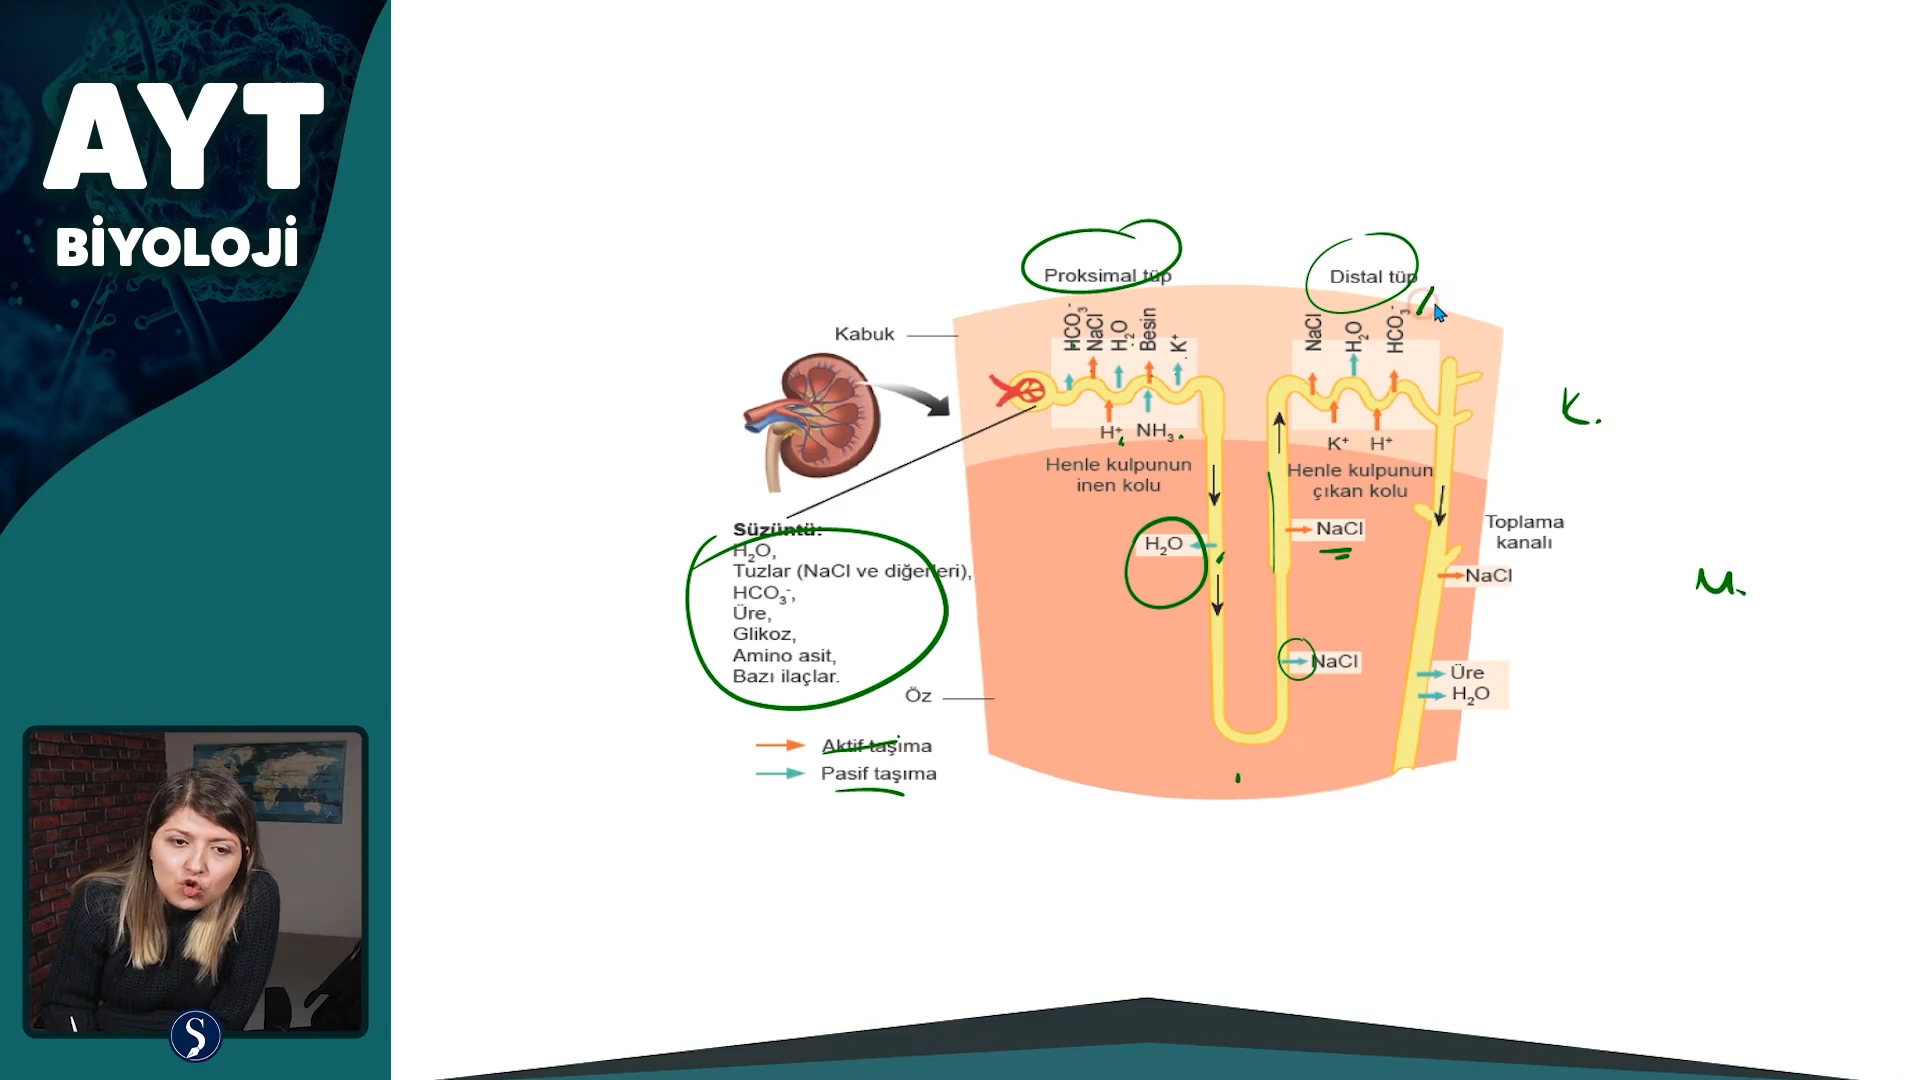 AYT
BİYOLOJİ
Proksimal tüp
Distal tüp
Kabuk
HCO₃⁻
NaCl
H₂O
Besin
K⁺
NaCl
H₂O
HCO₃⁻
K.
H⁺ NH₃
K⁺ H⁺
Henle kulpunun
inen kolu
Henle kulpunun
çıkan kolu
Süzüntü:
H₂O,
Tuzlar (NaCl ve diğerleri),
HCO₃⁻,
Üre,
Glikoz,
Amino asit,
Bazı ilaçlar.
H₂O
NaCl
NaCl
Toplama
kanalı
NaCl
M.
Üre
H₂O
Öz
Aktif taşıma
Pasif taşıma
S